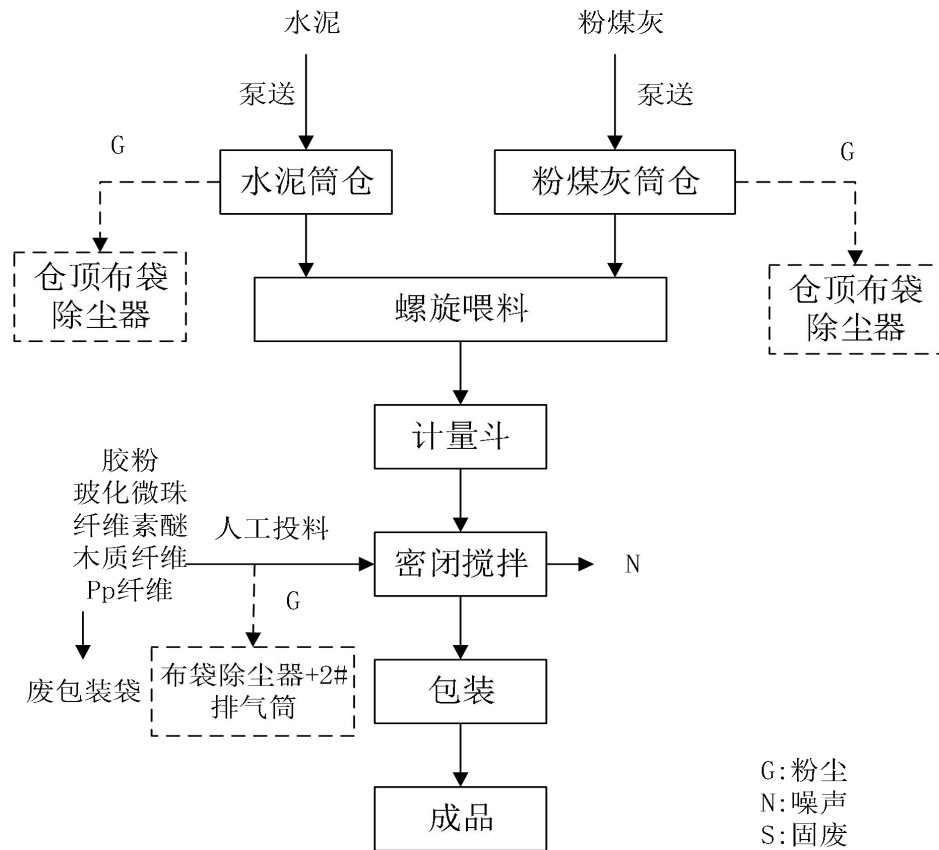 水泥
粉煤灰
泵送
泵送
G
G
水泥筒仓
粉煤灰筒仓
仓顶布袋
除尘器
仓顶布袋
除尘器
螺旋喂料
计量斗
胶粉
玻化微珠
纤维素醚
木质纤维
Pp纤维
人工投料
密闭搅拌
N
G
废包装袋
布袋除尘器+2#
排气筒
包装
成品
G:粉尘
N:噪声
S:固废